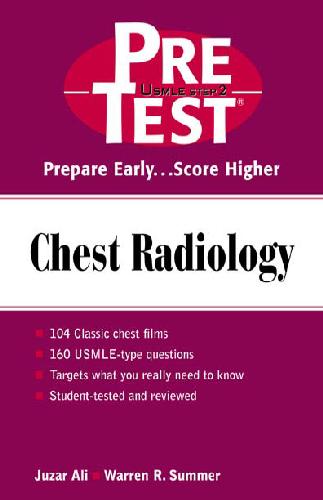 PRE
USMLE STEP 2
TEST®
Prepare Early...Score Higher
Chest Radiology
104 Classic chest films
160 USMLE-type questions
Targets what you really need to know
Student-tested and reviewed
Juzar Ali ■ Warren R. Summer